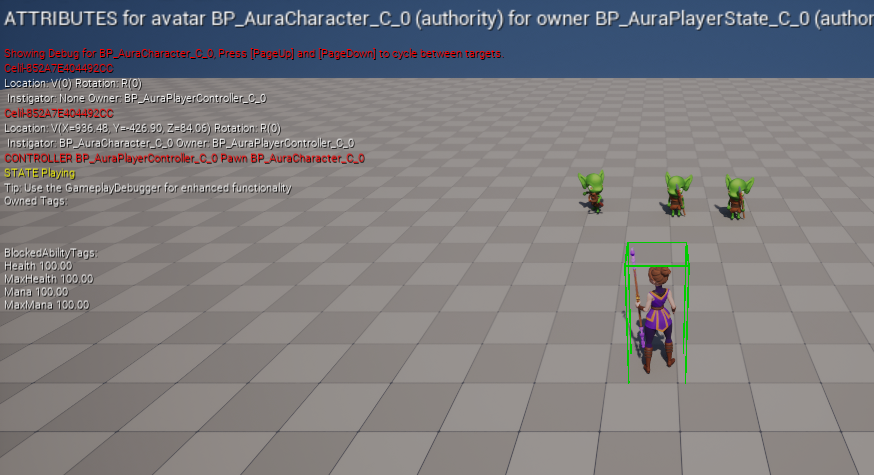 ATTRIBUTES for avatar BP_AuraCharacter_C_0 (authority) for owner BP_AuraPlayerState_C_0 (author
Showing Debug for BP_AuraCharacter_C_0, Press [PageUp] and [PageDown] to cycle between targets.
Celil-852A7E404492CC
Location: V(0) Rotation: R(0)
Instigator: None Owner: BP_AuraPlayerController_C_0
Celil-852A7E404492CC
Location: V(X=936.48, Y=-426.90, Z=84.06) Rotation: R(0)
Instigator: BP_AuraCharacter_C_0 Owner: BP_AuraPlayerController_C_0
CONTROLLER BP_AuraPlayerController_C_0 Pawn BP_AuraCharacter_C_0
STATE Playing
Tip: Use the GameplayDebugger for enhanced functionality
Owned Tags:
BlockedAbilityTags:
Health 100.00
MaxHealth 100.00
Mana 100.00
MaxMana 100.00